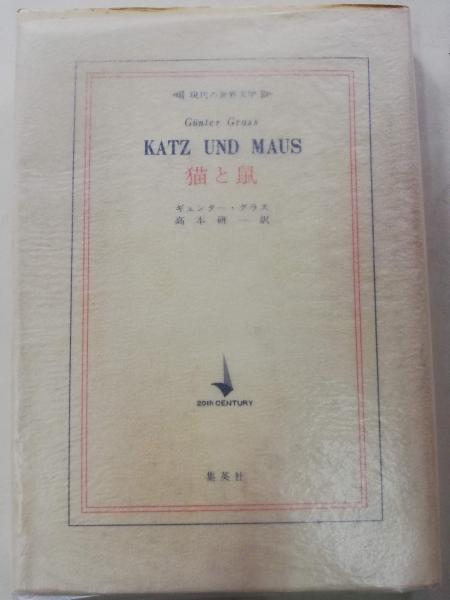 現代の世界文学
Günter Grass
KATZ UND MAUS
猫と鼠
ギュンター・グラス
高本研一訳
20th CENTURY
集英社